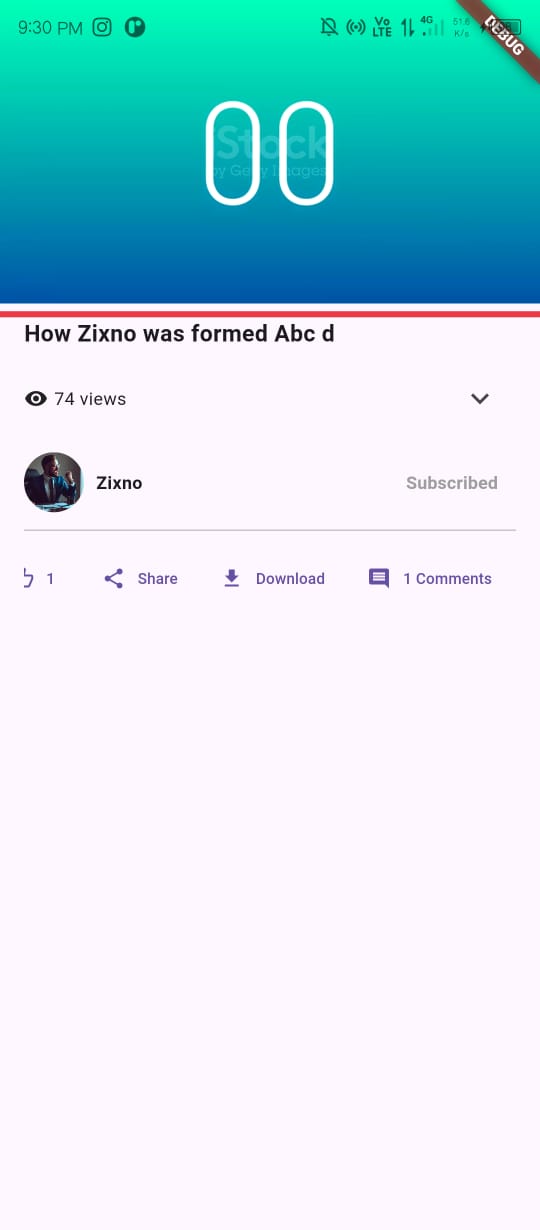 9:30 PM
Vo
LTE
4G
51.6
K/s
DEBUG
00
iStock
by Getty Images
How Zixno was formed Abc d
74 views
Zixno
Subscribed
1
Share
Download
1 Comments